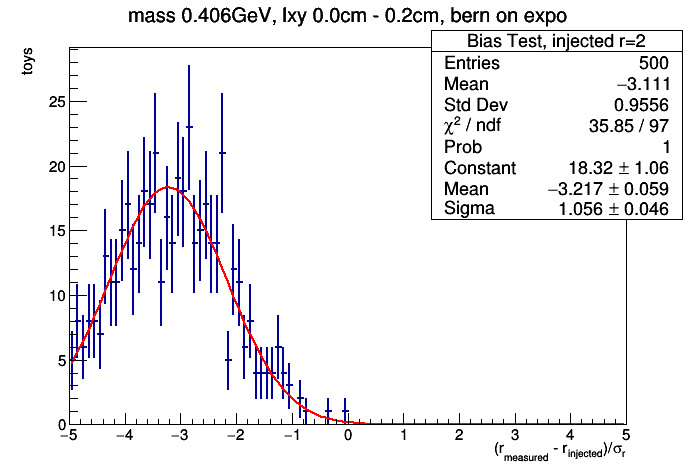 mass 0.406GeV, lxy 0.0cm - 0.2cm, bern on expo
Bias Test, injected r=2
Entries 500
Mean −3.111
Std Dev 0.9556
χ² / ndf 35.85 / 97
Prob 1
Constant 18.32 ± 1.06
Mean −3.217 ± 0.059
Sigma 1.056 ± 0.046
toys
25
20
15
10
5
0
−5 −4 −3 −2 −1 0 1 2 3 4 5
(r_measured - r_injected)/σ_r